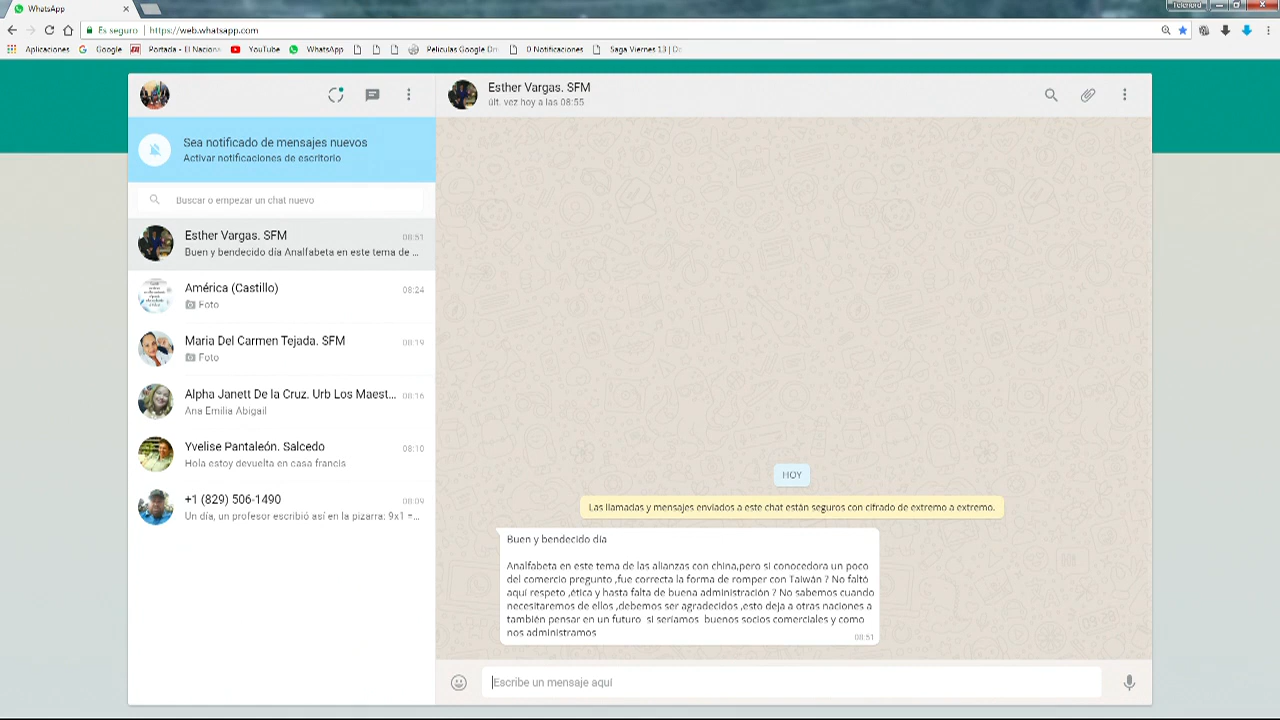 WhatsApp
Telenord
Es seguro | https://web.whatsapp.com
Aplicaciones Google Portada - El Naciona YouTube WhatsApp Peliculas Google Dri 0 Notificaciones Saga Viernes 13 | De
Esther Vargas. SFM
últ. vez hoy a las 08:55
Sea notificado de mensajes nuevos
Activar notificaciones de escritorio
Buscar o empezar un chat nuevo
Esther Vargas. SFM 08:51
Buen y bendecido día Analfabeta en este tema de ...
América (Castillo) 08:24
Foto
Maria Del Carmen Tejada. SFM 08:19
Foto
Alpha Janett De la Cruz. Urb Los Maest... 08:16
Ana Emilia Abigail
Yvelise Pantaleón. Salcedo 08:10
Hola estoy devuelta en casa francis
+1 (829) 506-1490 08:09
Un día, un profesor escribió así en la pizarra: 9x1 =...
HOY
Las llamadas y mensajes enviados a este chat están seguros con cifrado de extremo a extremo.
Buen y bendecido día
Analfabeta en este tema de las alianzas con china,pero si conocedora un poco
del comercio pregunto ,fue correcta la forma de romper con Taiwán ? No faltó
aquí respeto ,ética y hasta falta de buena administración ? No sabemos cuando
necesitaremos de ellos ,debemos ser agradecidos ,esto deja a otras naciones a
también pensar en un futuro si seríamos buenos socios comerciales y como
nos administramos
08:51
Escribe un mensaje aquí